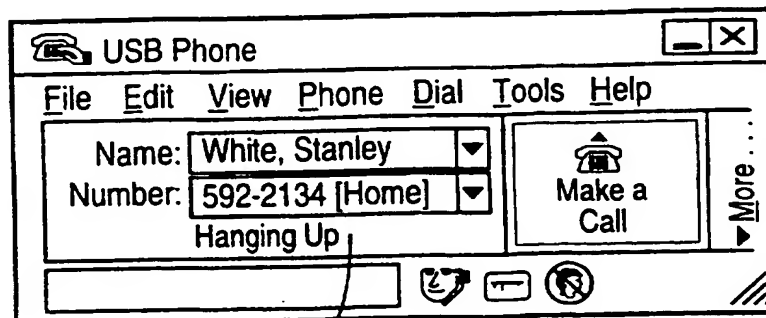 USB Phone
File Edit View Phone Dial Tools Help
Name: White, Stanley
Number: 592-2134 [Home]
Hanging Up
Make a
Call
More...